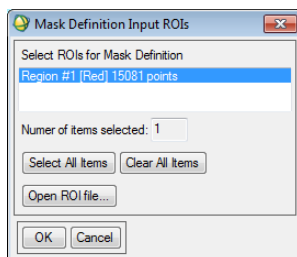 Mask Definition Input ROIs
Select ROIs for Mask Definition
Region #1 [Red] 15081 points
Numer of items selected: 1
Select All Items Clear All Items
Open ROI file...
OK Cancel